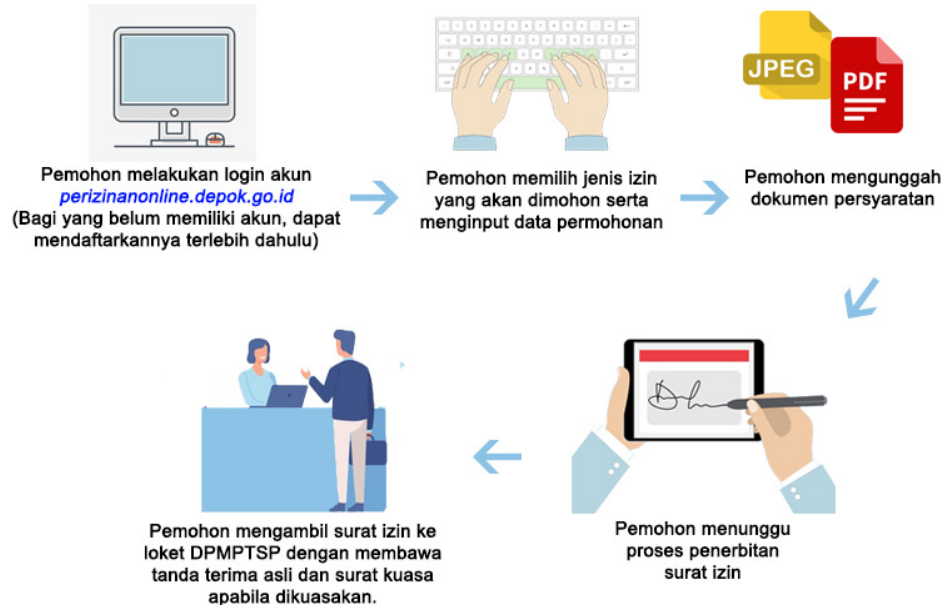 Pemohon melakukan login akun
perizinanonline.depok.go.id
(Bagi yang belum memiliki akun, dapat
mendaftarkannya terlebih dahulu)
Pemohon memilih jenis izin
yang akan dimohon serta
menginput data permohonan
JPEG
PDF
Pemohon mengunggah
dokumen persyaratan
Pemohon menunggu
proses penerbitan
surat izin
Pemohon mengambil surat izin ke
loket DPMPTSP dengan membawa
tanda terima asli dan surat kuasa
apabila dikuasakan.